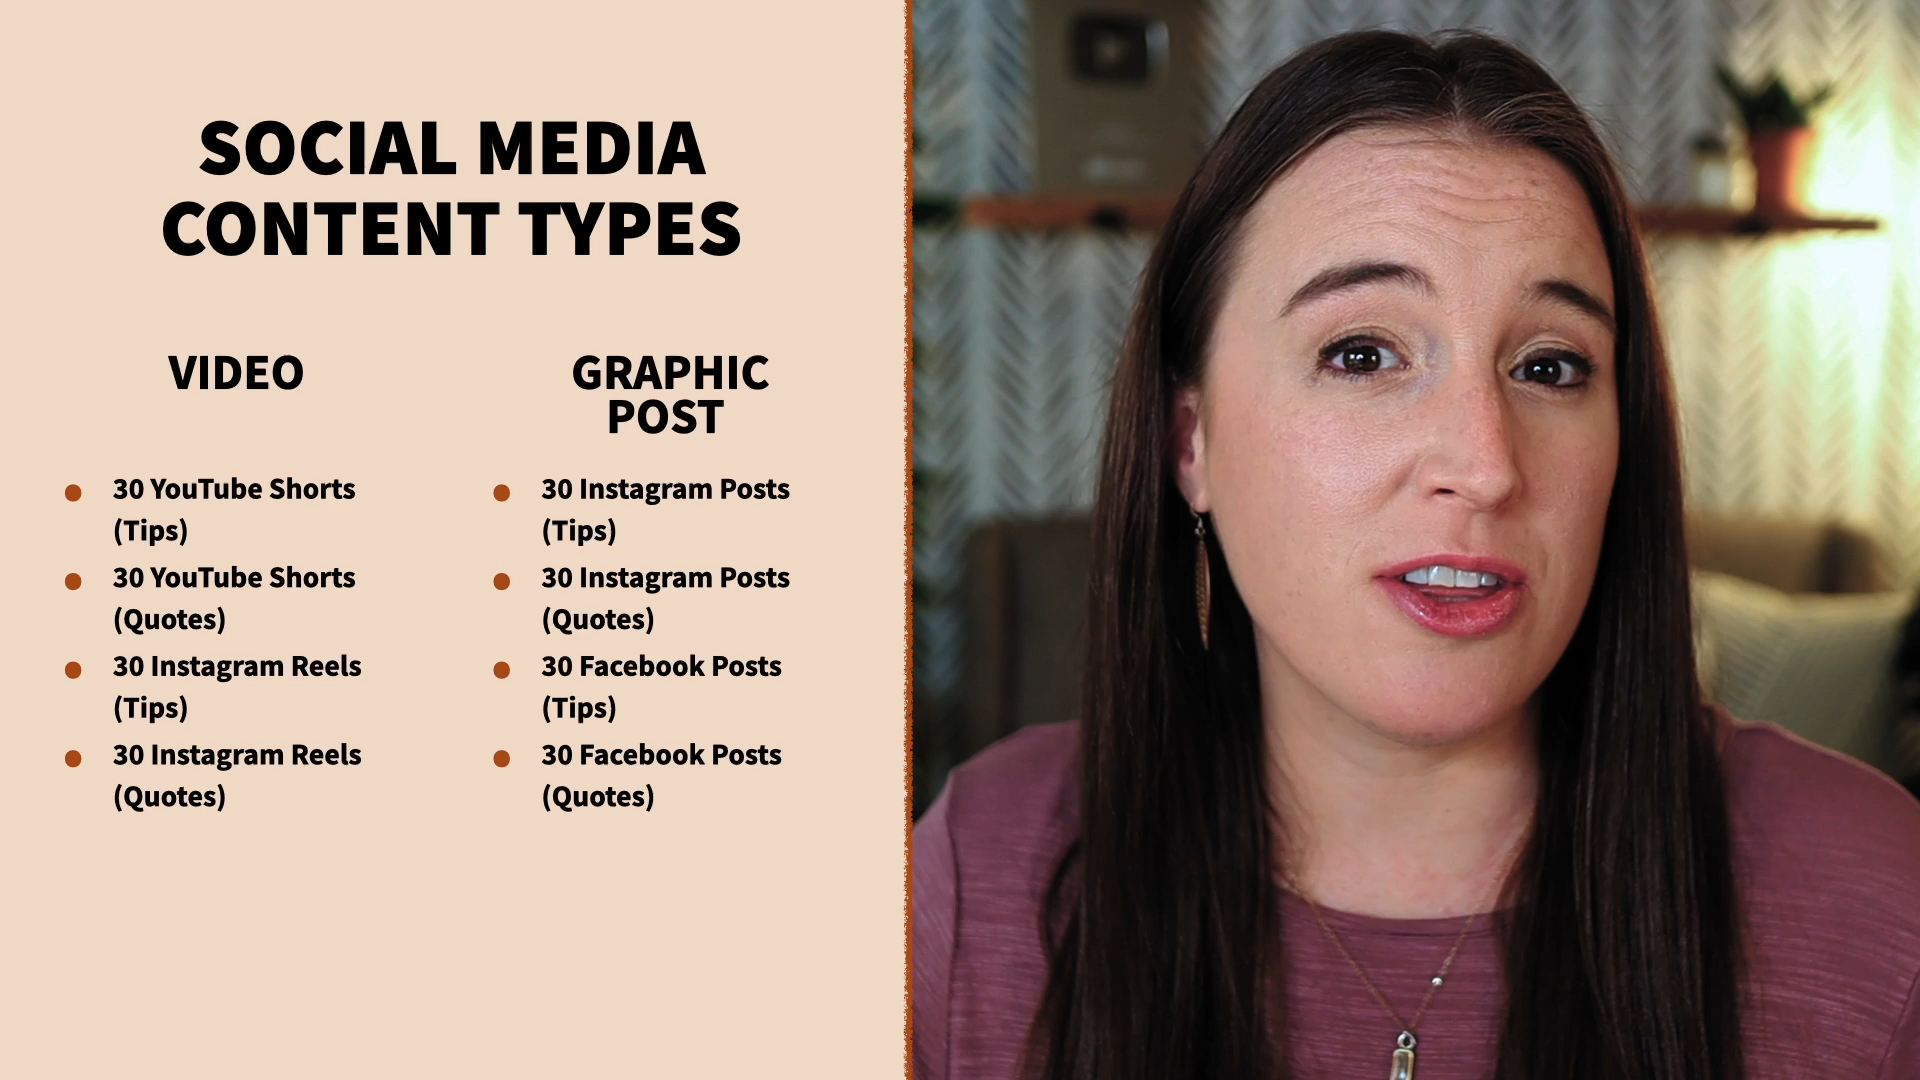 SOCIAL MEDIA
CONTENT TYPES
VIDEO
30 YouTube Shorts
(Tips)
30 YouTube Shorts
(Quotes)
30 Instagram Reels
(Tips)
30 Instagram Reels
(Quotes)
GRAPHIC
POST
30 Instagram Posts
(Tips)
30 Instagram Posts
(Quotes)
30 Facebook Posts
(Tips)
30 Facebook Posts
(Quotes)